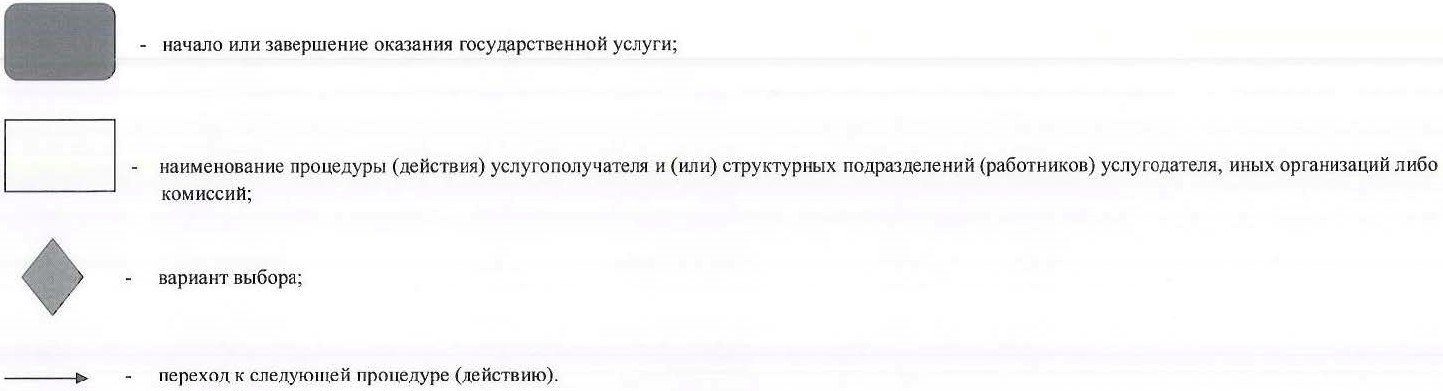 - начало или завершение оказания государственной услуги;
- наименование процедуры (действия) услугополучателя и (или) структурных подразделений (работников) услугодателя, иных организаций либо
комиссий;
- вариант выбора;
- переход к следующей процедуре (действию).